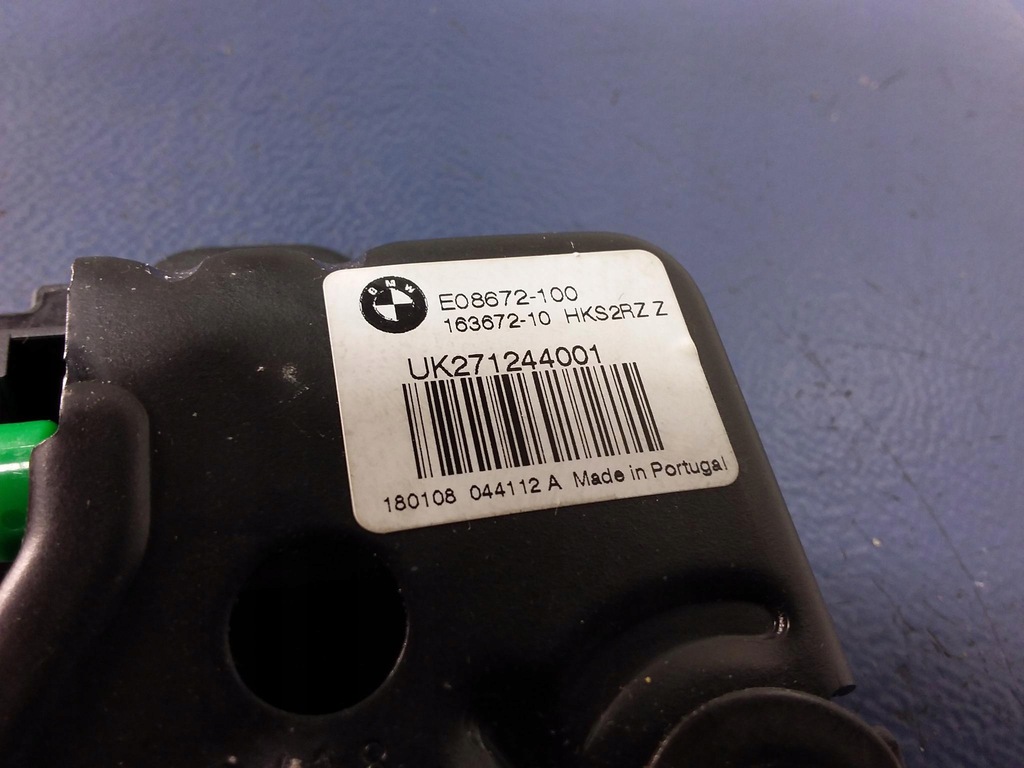 BMW
E08672-100
163672-10 HKS2RZ Z
UK271244001
180108 044112 A Made in Portugal